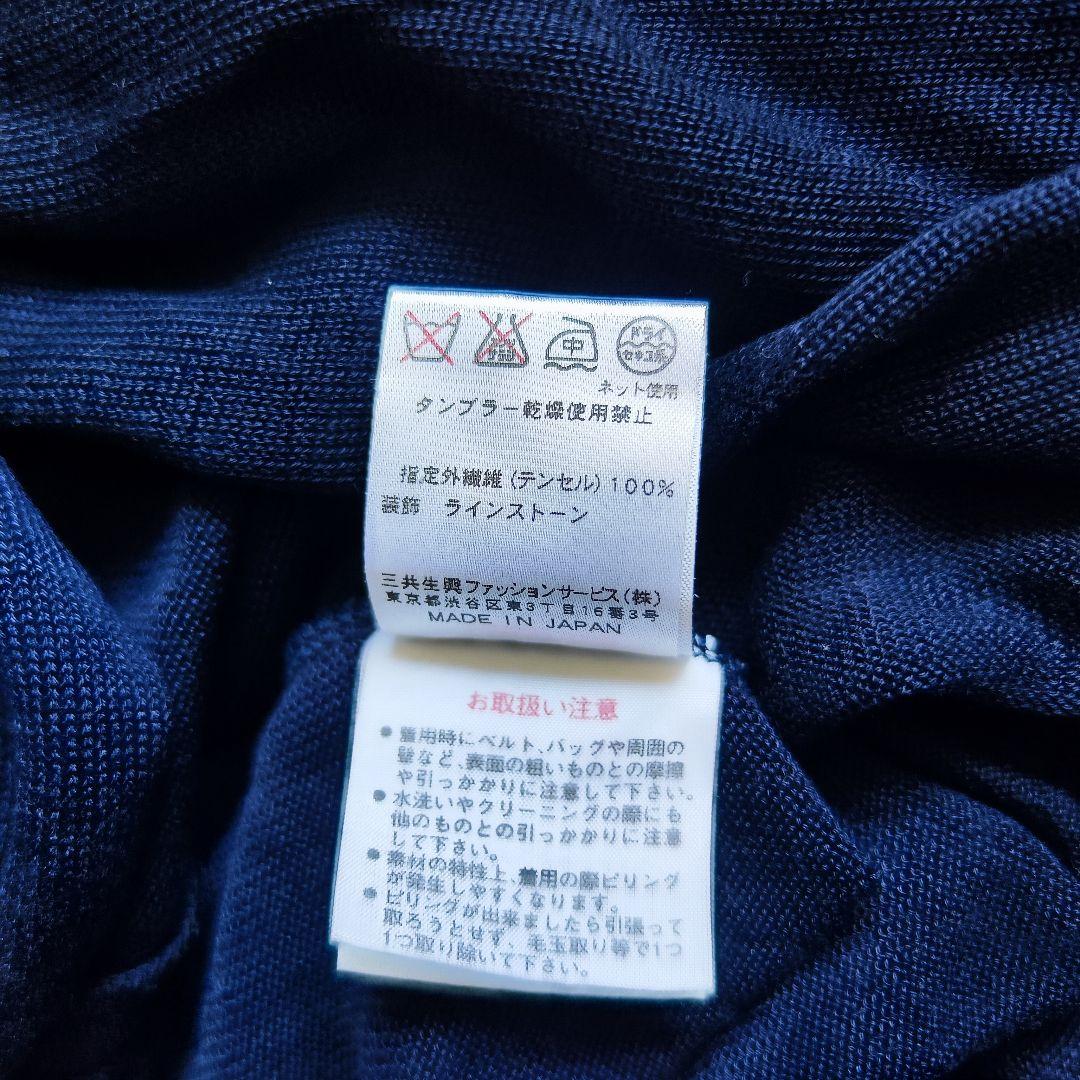 エンソ
サラシ
中
ドライ
セキユ系
ネット使用
タンブラー乾燥使用禁止
指定外繊維(テンセル)100%
装飾 ラインストーン
三共生興ファッションサービス(株)
東京都渋谷区東3丁目16番3号
MADE IN JAPAN
お取扱い注意
●着用時にベルト、バッグや周囲の
壁など、表面の粗いものとの摩擦
や引っかかりに注意して下さい。
●水洗いやクリーニングの際にも
他のものとの引っかかりに注意
して下さい。
●素材の特性上、着用の際ピリング
が発生しやすくなります。
●ピリングが出来ましたら引張って
取ろうとせず、毛玉取り等で1つ
1つ取り除いて下さい。